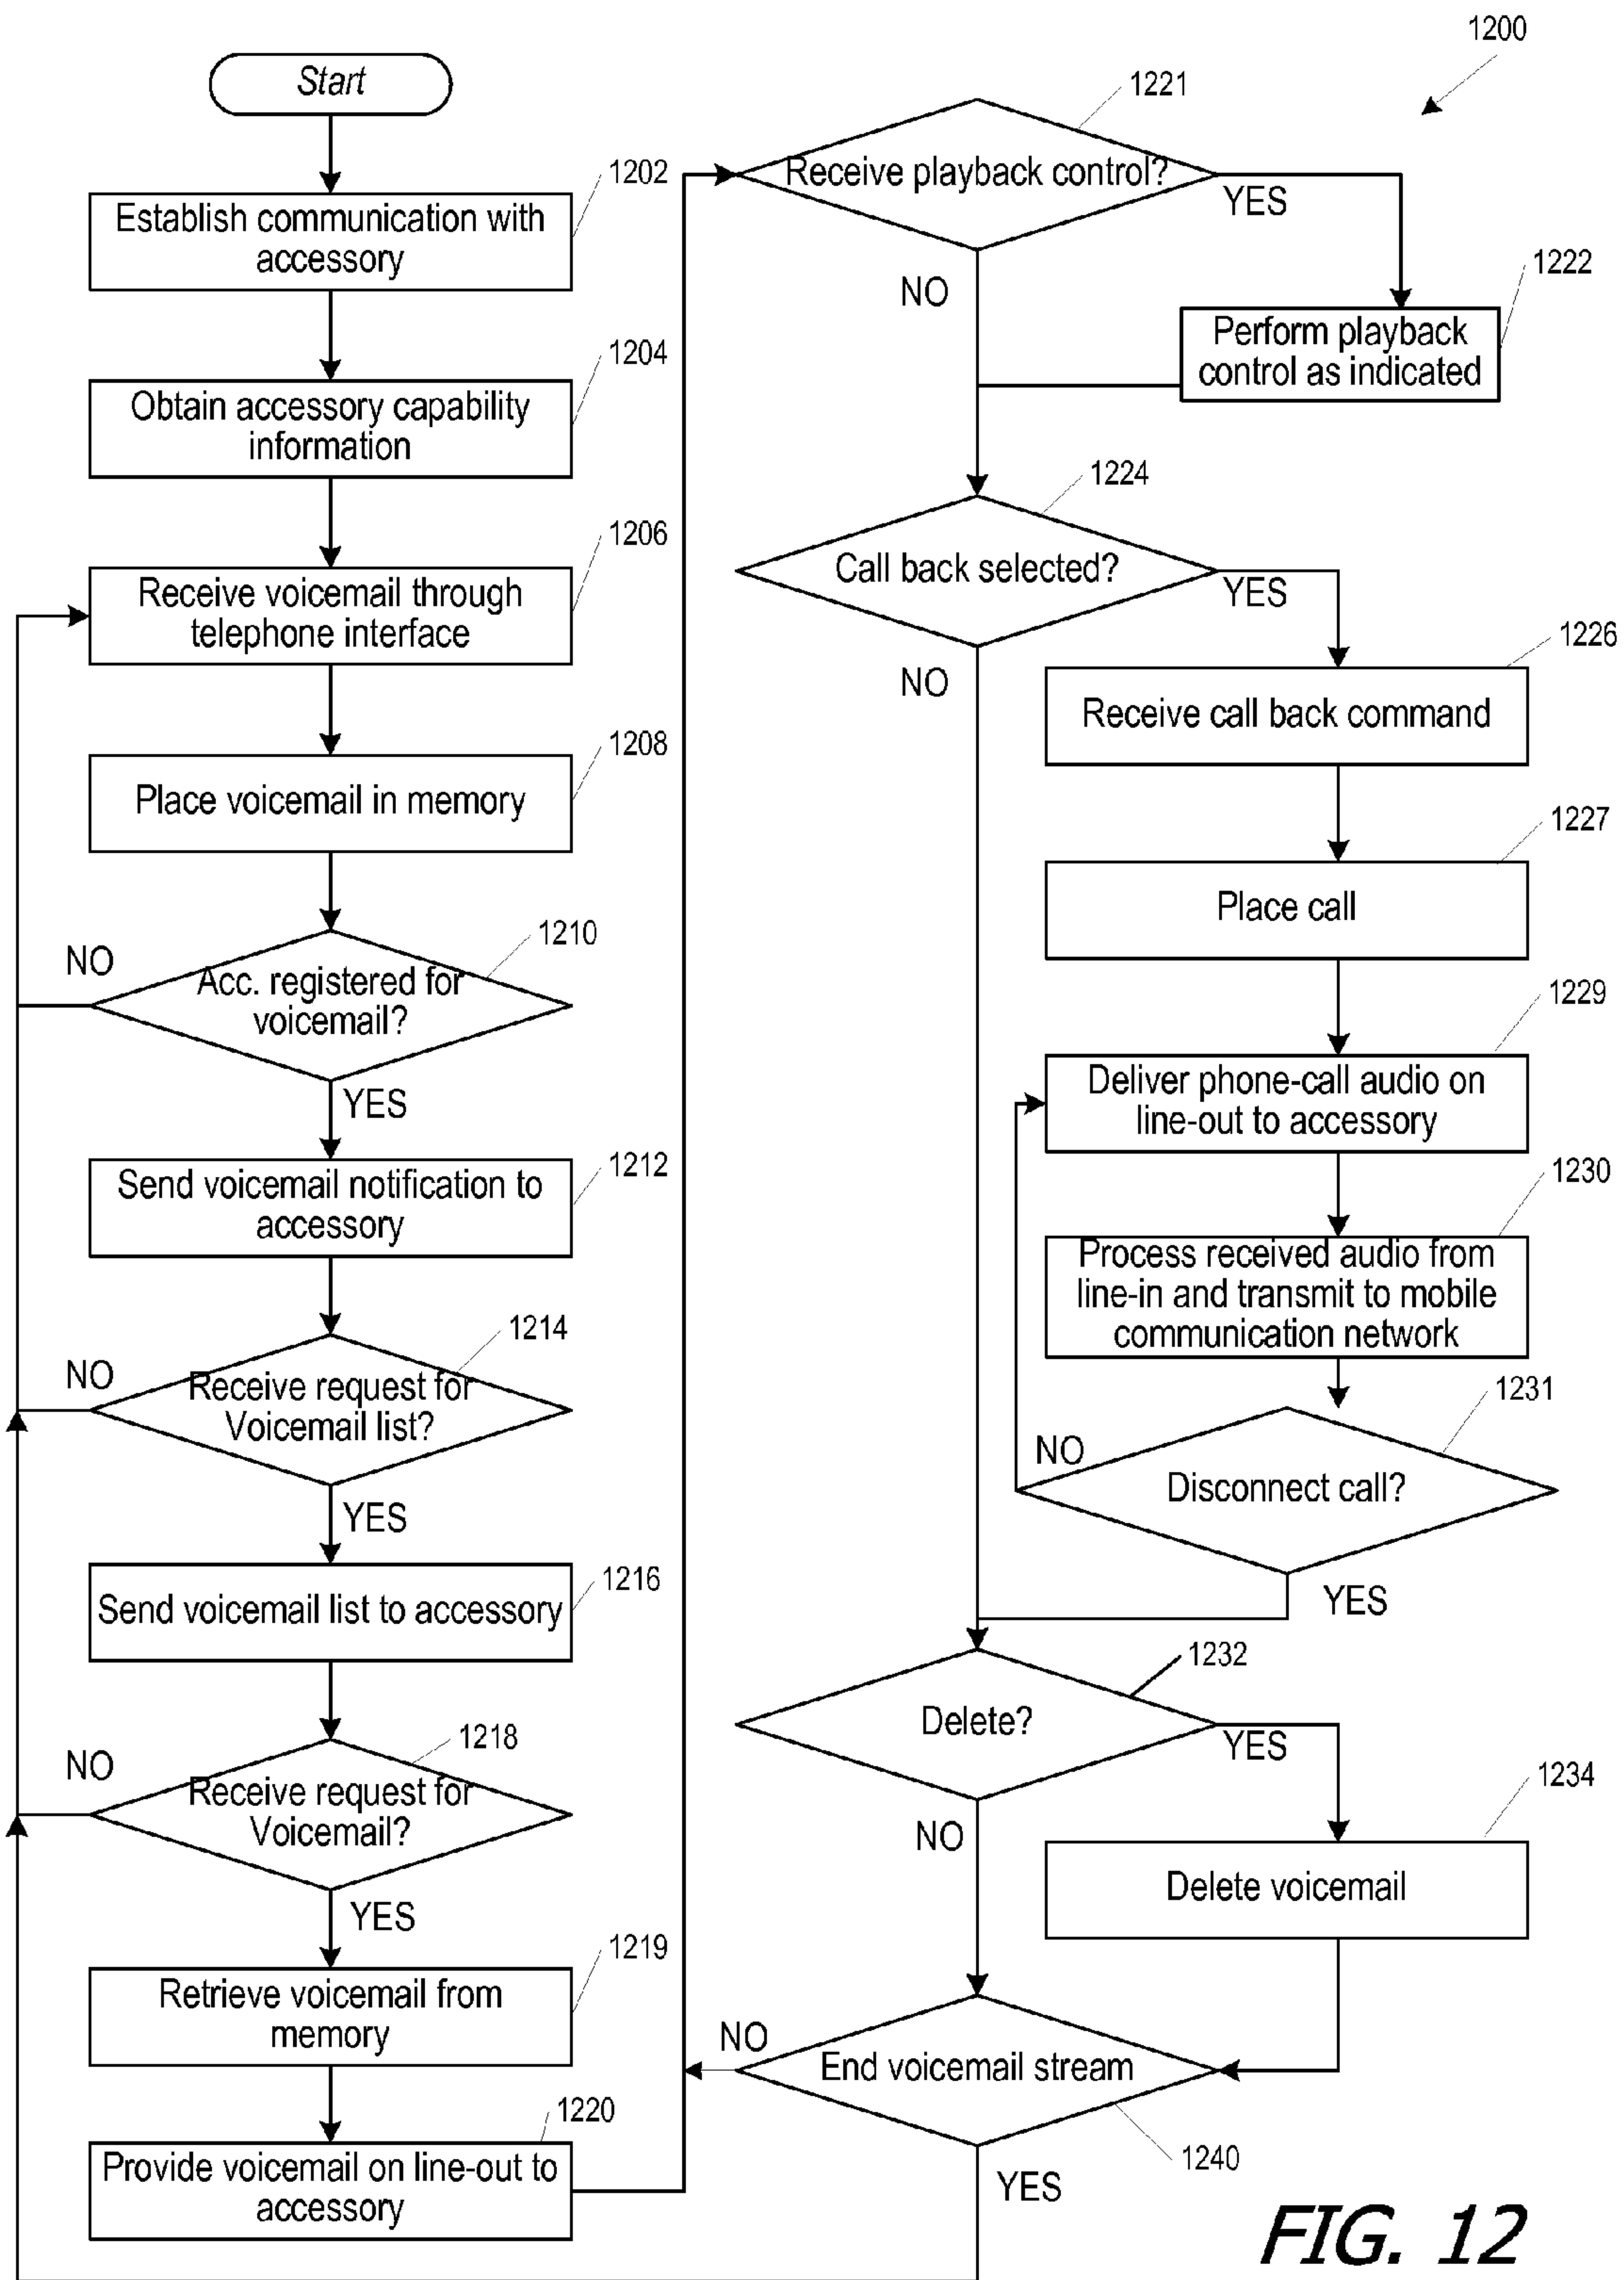 1200
Start
1202
Establish communication with
accessory
1204
Obtain accessory capability
information
1206
Receive voicemail through
telephone interface
1208
Place voicemail in memory
1210
NO
Acc. registered for
voicemail?
YES
1212
Send voicemail notification to
accessory
1214
NO
Receive request for
Voicemail list?
YES
1216
Send voicemail list to accessory
1218
NO
Receive request for
Voicemail?
YES
1219
Retrieve voicemail from
memory
1220
Provide voicemail on line-out to
accessory
1221
Receive playback control?
YES
NO
1222
Perform playback
control as indicated
1224
Call back selected?
YES
NO
1226
Receive call back command
1227
Place call
1229
Deliver phone-call audio on
line-out to accessory
1230
Process received audio from
line-in and transmit to mobile
communication network
1231
NO
Disconnect call?
YES
1232
Delete?
YES
NO
1234
Delete voicemail
NO
End voicemail stream
1240
YES
FIG. 12